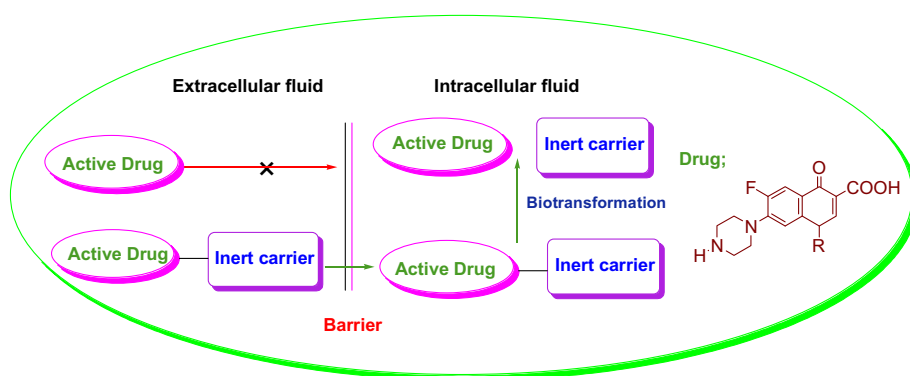 Extracellular fluid
Intracellular fluid
Active Drug
×
Active Drug
Inert carrier
Biotransformation
Active Drug
Inert carrier
Active Drug
Inert carrier
Barrier
Drug;
O
F
COOH
N
N
H
R